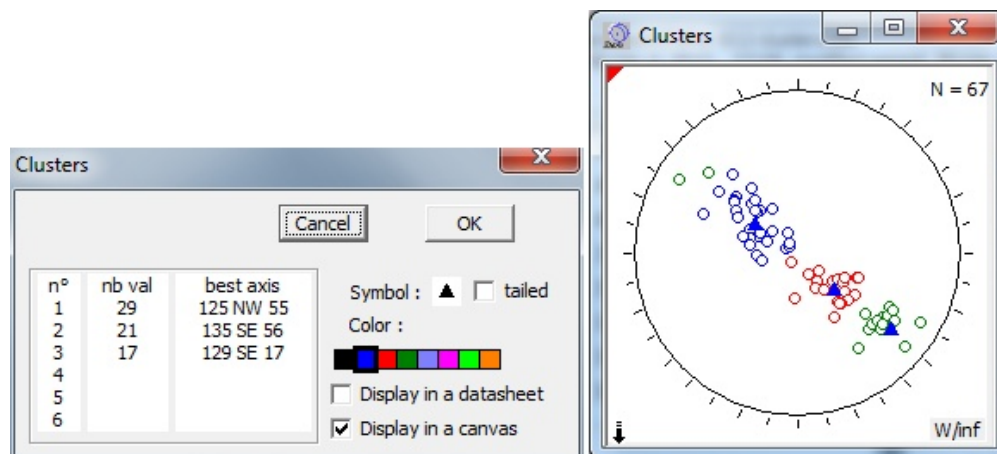 Clusters
Cancel
OK
n° nb val best axis
1 29 125 NW 55
2 21 135 SE 56
3 17 129 SE 17
4
5
6
Symbol : tailed
Color :
Display in a datasheet
Display in a canvas
Clusters
N = 67
W/inf